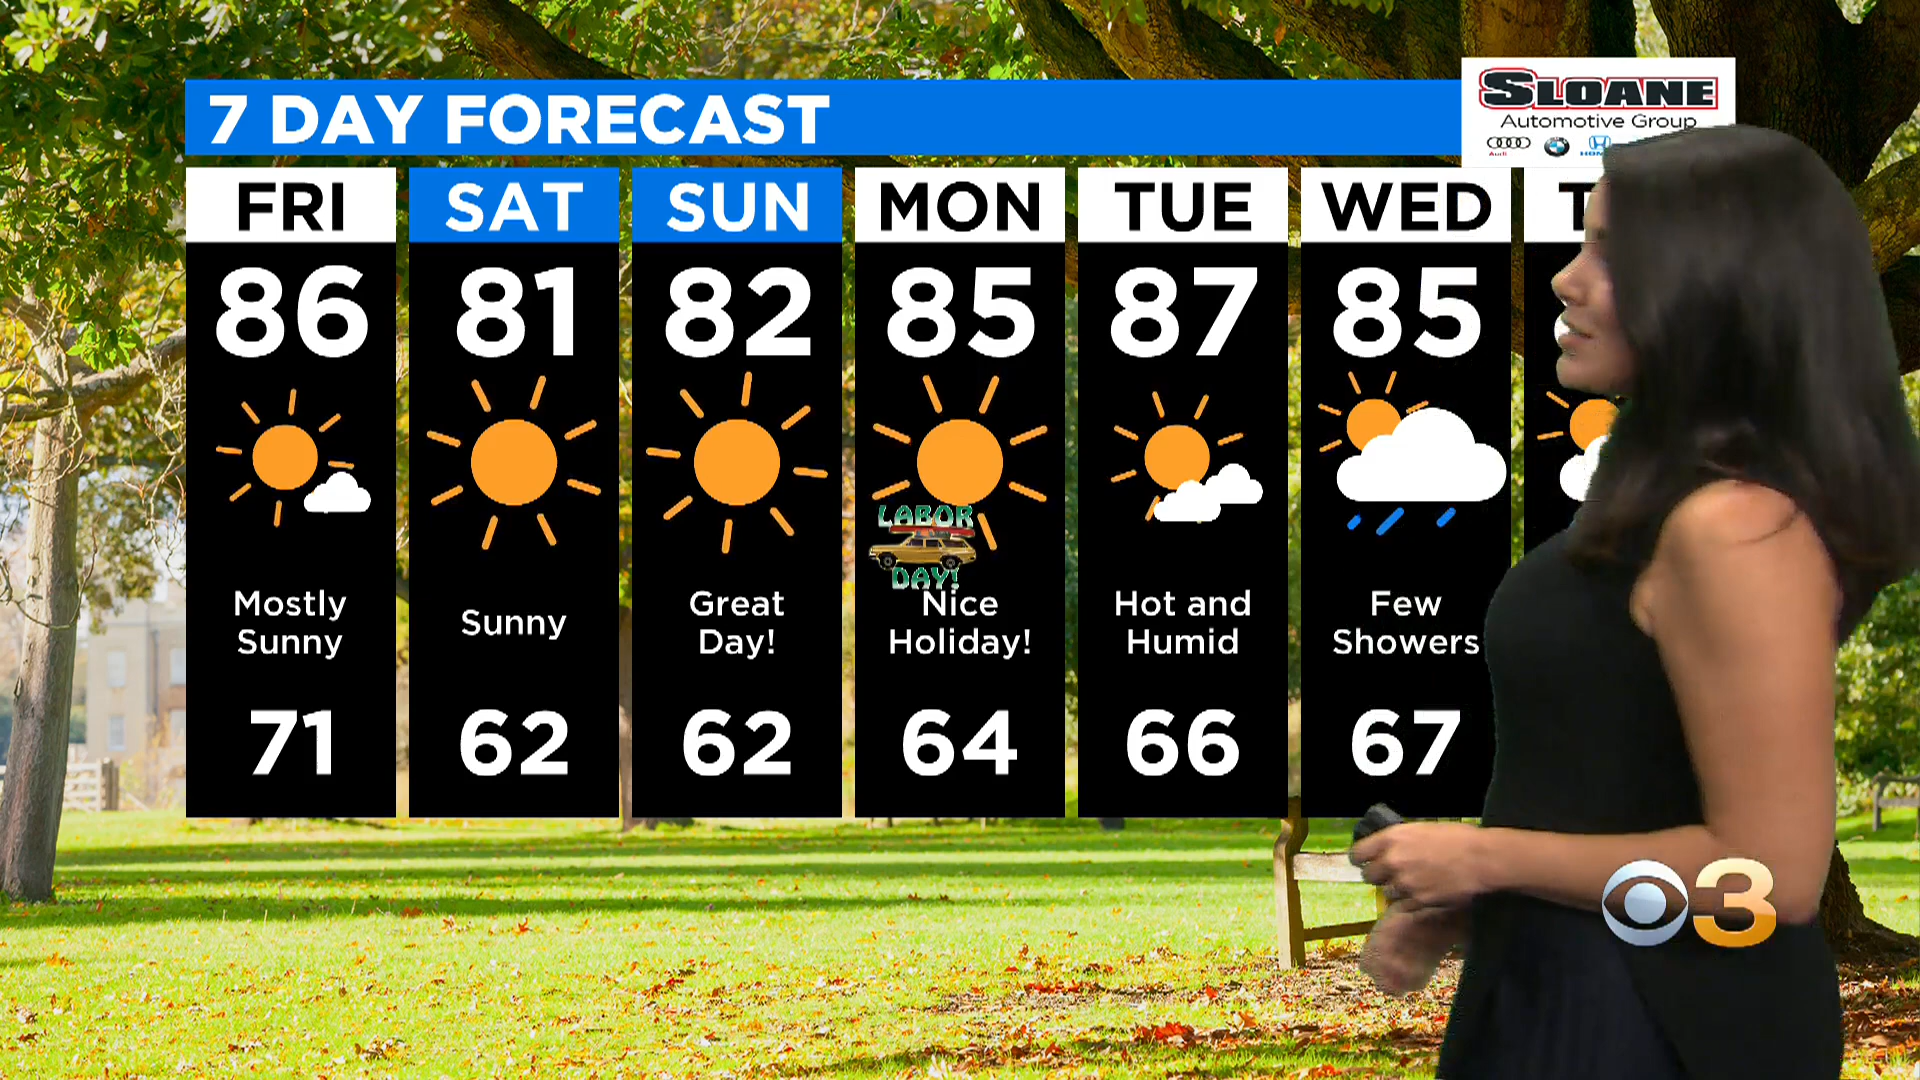 7 DAY FORECAST
SLOANE
Automotive Group
Audi
FRI
SAT
SUN
MON
TUE
WED
86
81
82
85
87
85
LABOR
DAY!
Mostly
Sunny
Sunny
Great
Day!
Nice
Holiday!
Hot and
Humid
Few
Showers
71
62
62
64
66
67
3